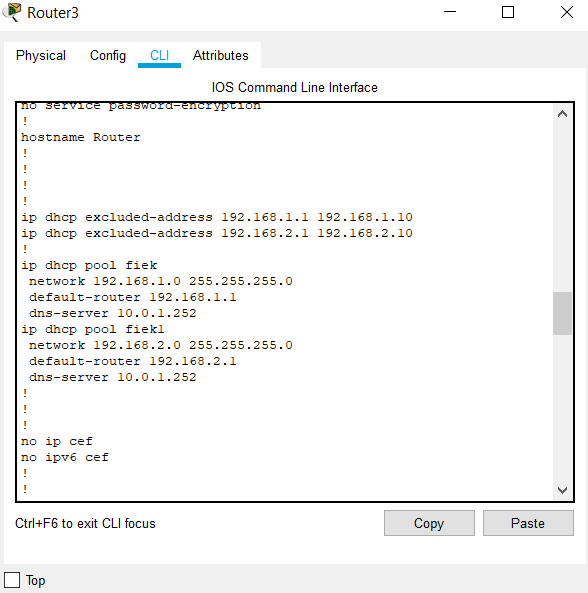 Router3
Physical Config CLI Attributes
IOS Command Line Interface
no service password-encryption
!
hostname Router
!
!
!
!
ip dhcp excluded-address 192.168.1.1 192.168.1.10
ip dhcp excluded-address 192.168.2.1 192.168.2.10
!
ip dhcp pool fiek
 network 192.168.1.0 255.255.255.0
 default-router 192.168.1.1
 dns-server 10.0.1.252
ip dhcp pool fiek1
 network 192.168.2.0 255.255.255.0
 default-router 192.168.2.1
 dns-server 10.0.1.252
!
!
!
no ip cef
no ipv6 cef
!
!
Ctrl+F6 to exit CLI focus Copy Paste
Top